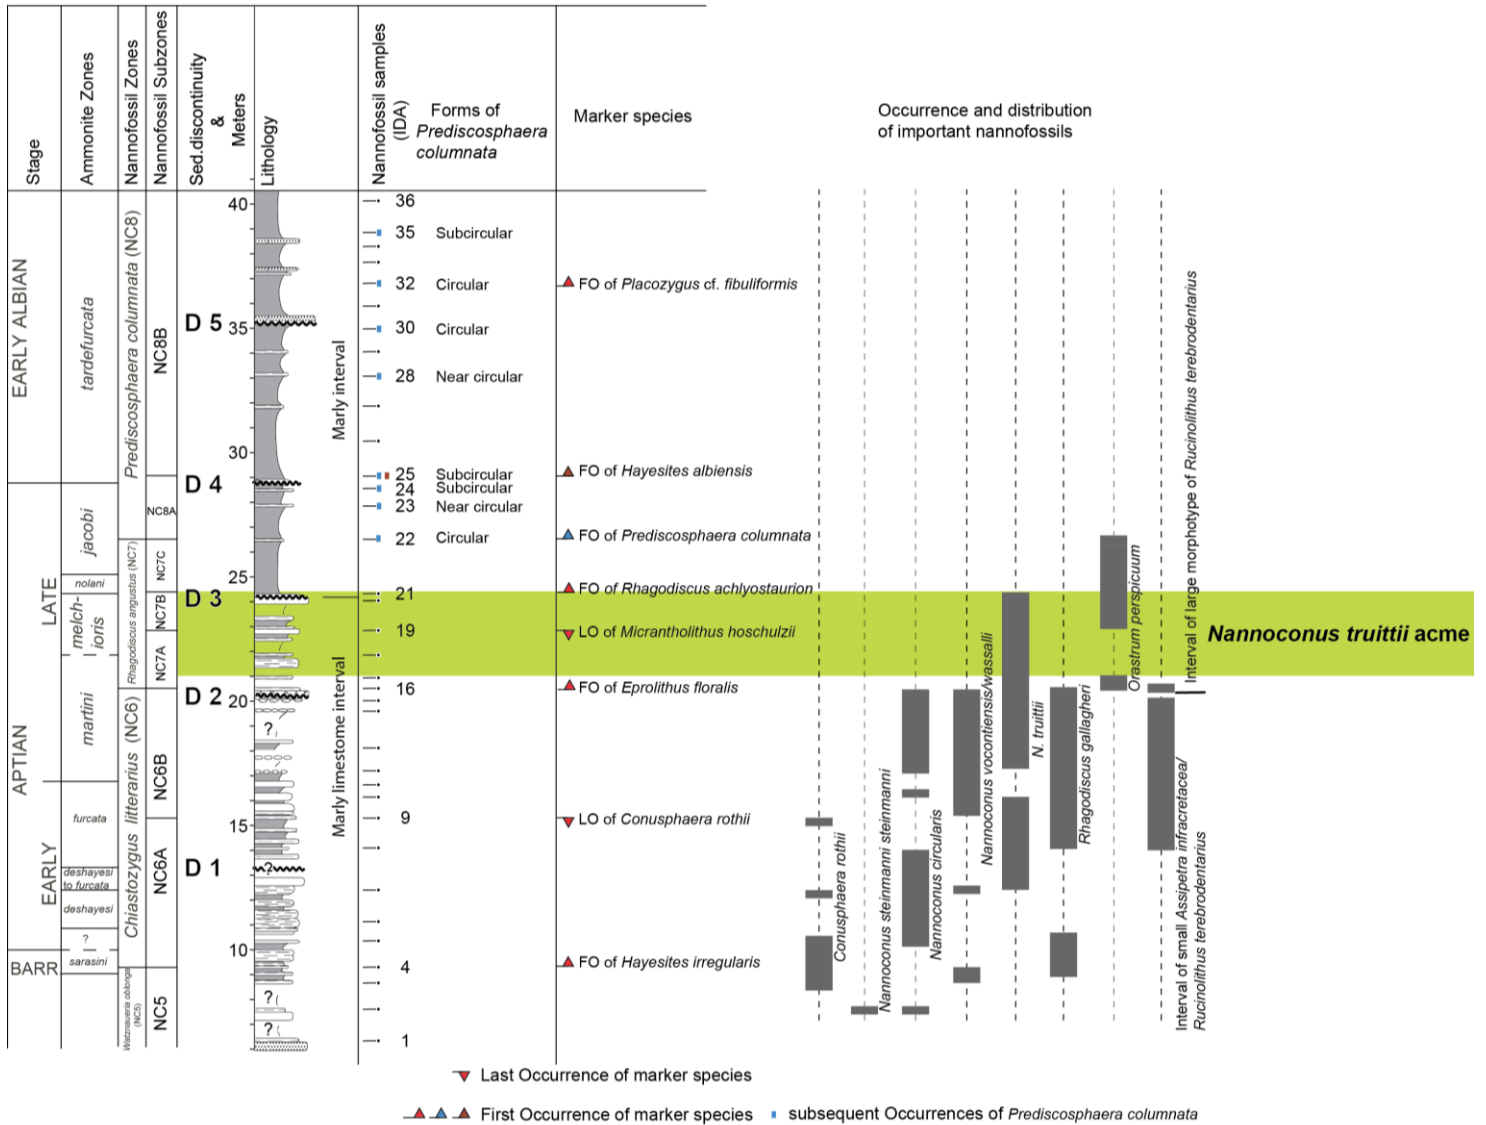 Stage
Ammonite Zones
Nannofossil Zones
Nannofossil Subzones
Sed.discontinuity
&
Meters
Lithology
Nannofossil samples
(IDA)
Forms of
Prediscosphaera
columnata
Marker species
Occurrence and distribution
of important nannofossils
EARLY ALBIAN
LATE
APTIAN
EARLY
BARR
tardefurcata
jacobi
nolani
melch-
ioris
martini
furcata
deshayesi
to furcata
deshayesi
?
sarasini
Prediscosphaera columnata (NC8)
Rhagodiscus angustus (NC7)
Chiastozygus litterarius (NC6)
Watznaueria oblonga
(NC5)
NC8B
NC8A
NC7C
NC7B
NC7A
NC6B
NC6A
NC5
D 5
D 4
D 3
D 2
D 1
40
35
30
25
20
15
10
?
?
?
?
Marly interval
Marly limestome interval
36
35 Subcircular
32 Circular
30 Circular
28 Near circular
25 Subcircular
24 Subcircular
23 Near circular
22 Circular
21
19
16
9
4
1
FO of Placozygus cf. fibuliformis
FO of Hayesites albiensis
FO of Prediscosphaera columnata
FO of Rhagodiscus achlyostaurion
LO of Micrantholithus hoschulzii
FO of Eprolithus floralis
LO of Conusphaera rothii
FO of Hayesites irregularis
Conusphaera rothii
Nannoconus steinmanni steinmanni
Nannoconus circularis
Nannoconus vocontiensis/wassalli
N. truittii
Rhagodiscus gallagheri
Orastrum perspicuum
Interval of large morphotype of Rucinolithus terebrodentarius
Interval of small Assipetra infracretacea/
Rucinolithus terebrodentarius
Nannoconus truittii acme
Last Occurrence of marker species
First Occurrence of marker species
subsequent Occurrences of Prediscosphaera columnata